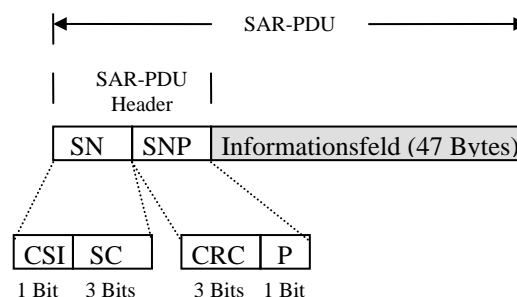 SAR-PDU
SAR-PDU
Header
SN SNP Informationsfeld (47 Bytes)
CSI SC CRC P
1 Bit 3 Bits 3 Bits 1 Bit